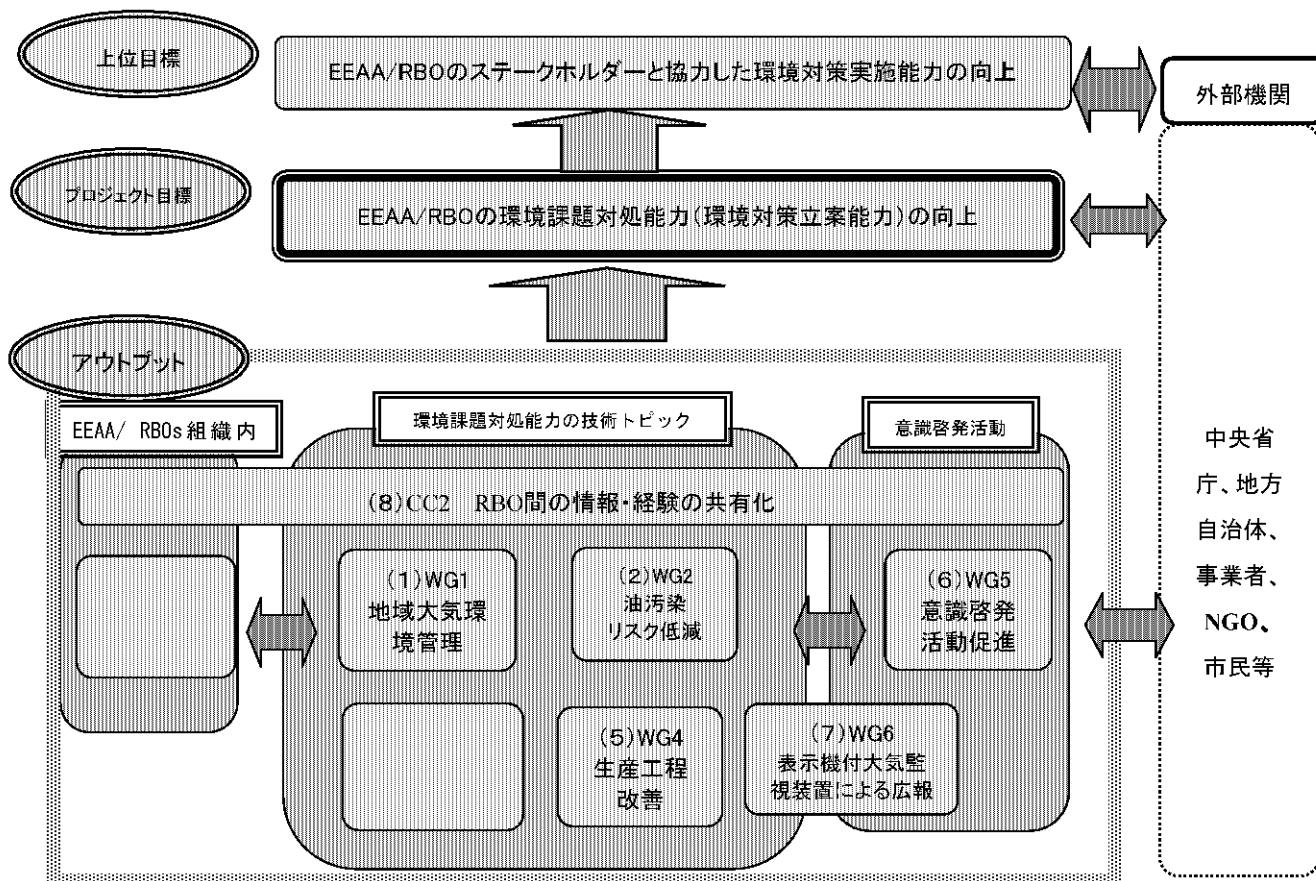 上位目標
EEAA/RBOのステークホルダーと協力した環境対策実施能力の向上
外部機関
プロジェクト目標
EEAA/RBOの環境課題対処能力(環境対策立案能力)の向上
アウトプット
EEAA/ RBOs組織内
環境課題対処能力の技術トピック
意識啓発活動
(8)CC2 RBO間の情報・経験の共有化
(1)WG1
地域大気環
境管理
(2)WG2
油汚染
リスク低減
(6)WG5
意識啓発
活動促進
(5)WG4
生産工程
改善
(7)WG6
表示機付大気監
視装置による広報
中央省
庁、地方
自治体、
事業者、
NGO、
市民等